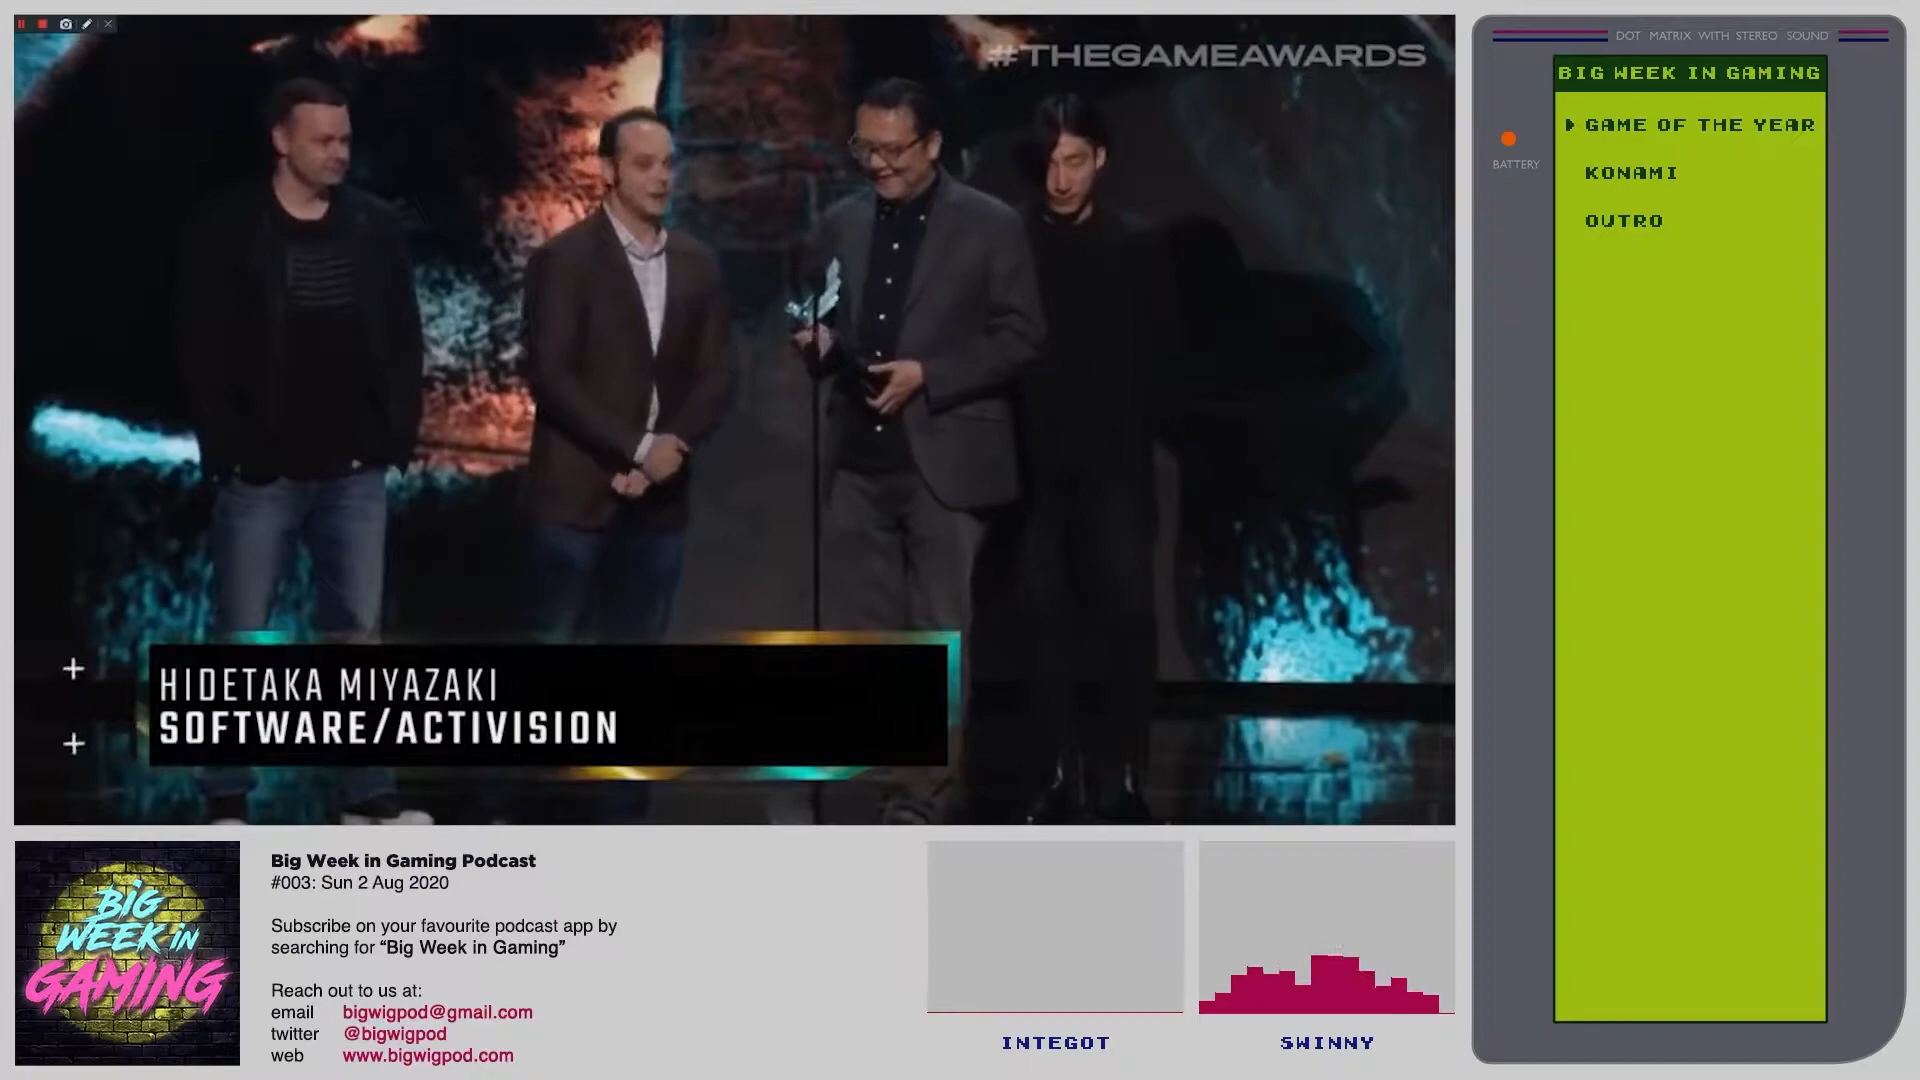 #THEGAMEAWARDS
HIDETAKA MIYAZAKI
SOFTWARE/ACTIVISION
DOT MATRIX WITH STEREO SOUND
BATTERY
BIG WEEK IN GAMING
GAME OF THE YEAR
KONAMI
OUTRO
BIG
WEEK IN
GAMING
Big Week in Gaming Podcast
#003: Sun 2 Aug 2020
Subscribe on your favourite podcast app by
searching for “Big Week in Gaming”
Reach out to us at:
email bigwigpod@gmail.com
twitter @bigwigpod
web www.bigwigpod.com
INTEGOT
SWINNY